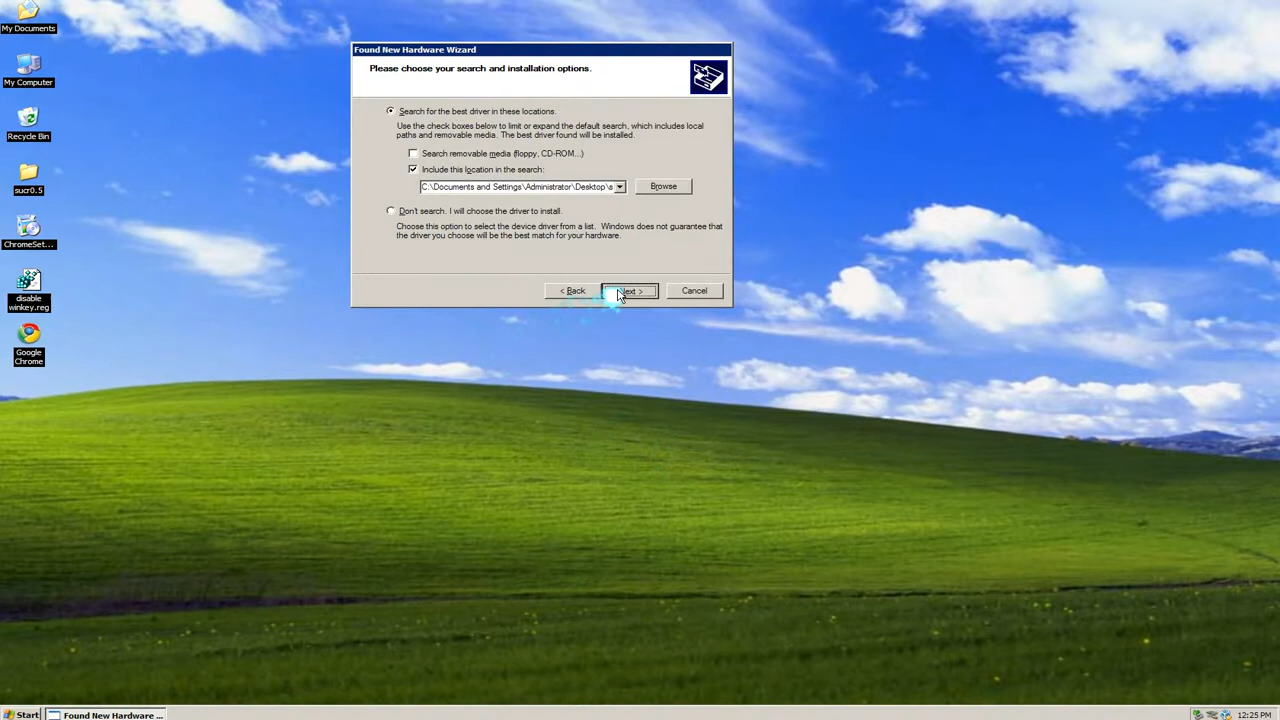 My Documents
My Computer
Recycle Bin
sucr0.5
ChromeSet...
disable
winkey.reg
Google
Chrome
Found New Hardware Wizard
Please choose your search and installation options.
Search for the best driver in these locations.
Use the check boxes below to limit or expand the default search, which includes local
paths and removable media. The best driver found will be installed.
Search removable media (floppy, CD-ROM...)
Include this location in the search:
C:\Documents and Settings\Administrator\Desktop\s
Browse
Don't search. I will choose the driver to install.
Choose this option to select the device driver from a list. Windows does not guarantee that
the driver you choose will be the best match for your hardware.
< Back
Next >
Cancel
Start
Found New Hardware ...
12:25 PM